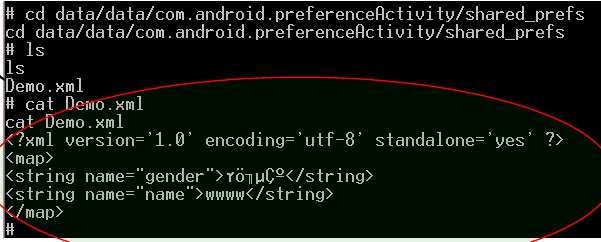 # cd data/data/com.android.preferenceActivity/shared_prefs
cd data/data/com.android.preferenceActivity/shared_prefs
# ls
ls
Demo.xml
# cat Demo.xml
cat Demo.xml
<?xml version='1.0' encoding='utf-8' standalone='yes' ?>
<map>
<string name="gender">τö╖µÇº</string>
<string name="name">wwww</string>
</map>
#